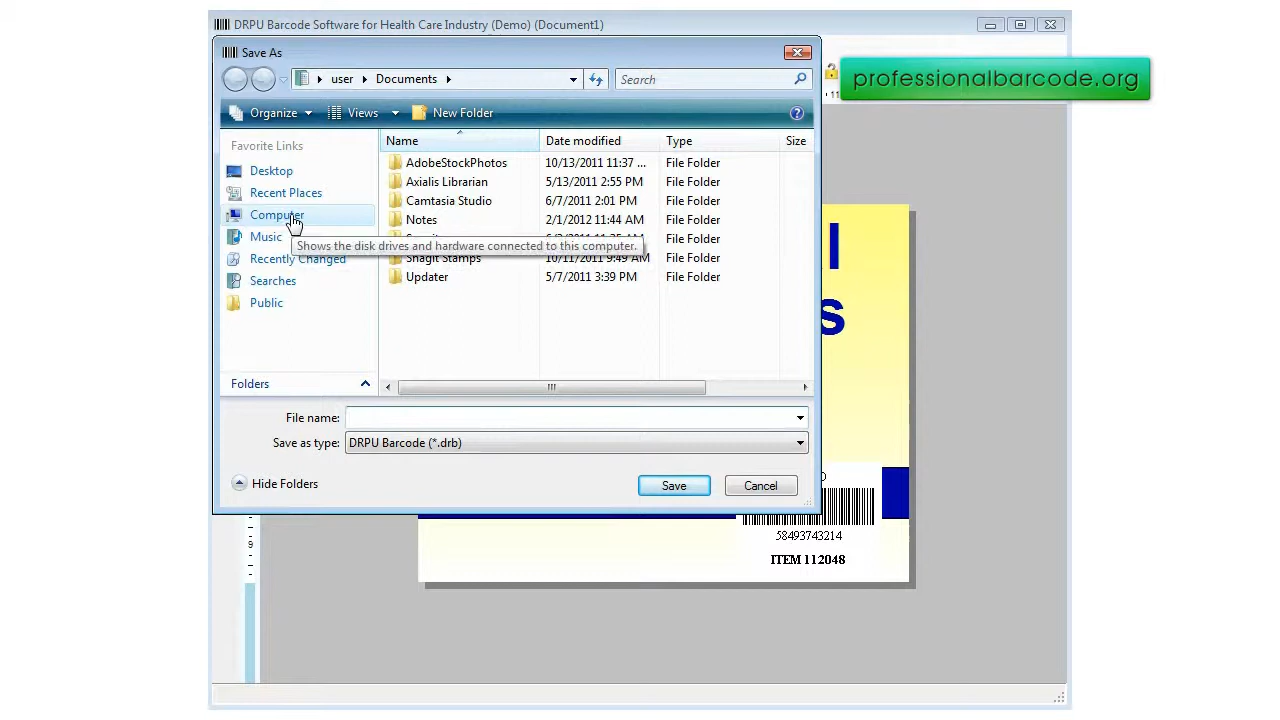 DRPU Barcode Software for Health Care Industry (Demo) (Document1)
Save As
professionalbarcode.org
user
Documents
Search
Organize
Views
New Folder
Favorite Links
Name
Date modified
Type
Size
Desktop
AdobeStockPhotos 10/13/2011 11:37 ... File Folder
Recent Places
Axialis Librarian 5/13/2011 2:55 PM File Folder
Computer
Camtasia Studio 6/7/2011 2:01 PM File Folder
Music
Notes 2/1/2012 11:44 AM File Folder
Shows the disk drives and hardware connected to this computer.
File Folder
Recently Changed
Snagit Stamps 10/11/2011 9:49 AM File Folder
Searches
Updater 5/7/2011 3:39 PM File Folder
Public
Folders
File name:
Save as type: DRPU Barcode (*.drb)
Hide Folders
Save
Cancel
9
58493743214
ITEM 112048